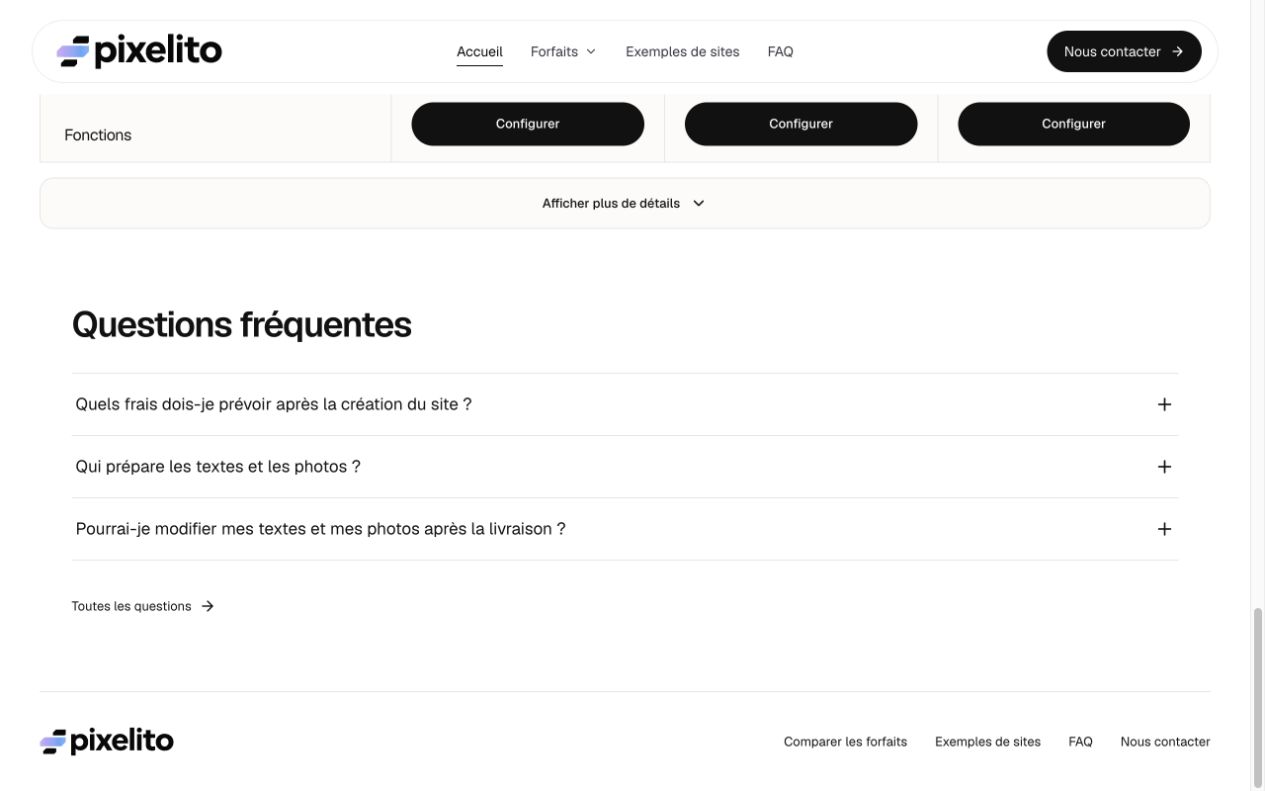 pixelito
Accueil
Forfaits
Exemples de sites
FAQ
Nous contacter
Fonctions
Configurer
Configurer
Configurer
Afficher plus de détails
Questions fréquentes
Quels frais dois-je prévoir après la création du site ?
Qui prépare les textes et les photos ?
Pourrai-je modifier mes textes et mes photos après la livraison ?
Toutes les questions
pixelito
Comparer les forfaits
Exemples de sites
FAQ
Nous contacter